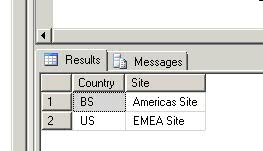 Results Messages
Country Site
1 BS Americas Site
2 US EMEA Site